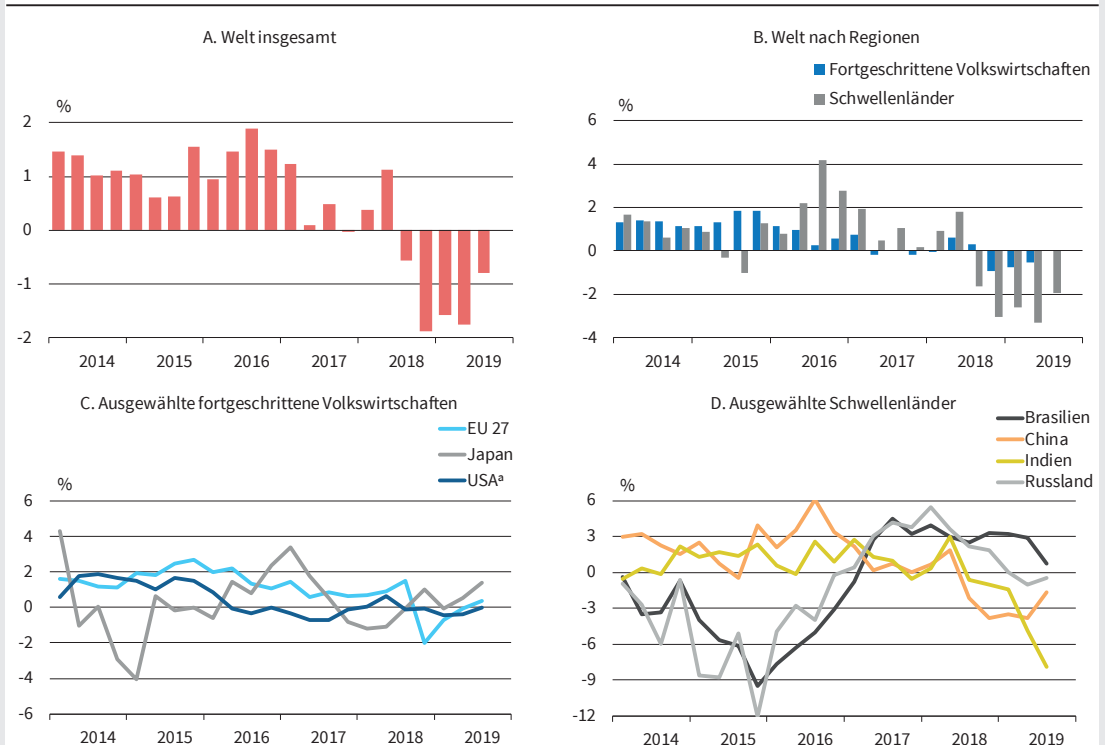 A. Welt insgesamt
%
2
1
0
-1
-2
2014 2015 2016 2017 2018 2019
B. Welt nach Regionen
Fortgeschrittene Volkswirtschaften
Schwellenländer
%
6
4
2
0
-2
-4
2014 2015 2016 2017 2018 2019
C. Ausgewählte fortgeschrittene Volkswirtschaften
EU 27
Japan
USAª
%
6
4
2
0
-2
-4
-6
2014 2015 2016 2017 2018 2019
D. Ausgewählte Schwellenländer
Brasilien
China
Indien
Russland
%
6
3
0
-3
-6
-9
-12
2014 2015 2016 2017 2018 2019